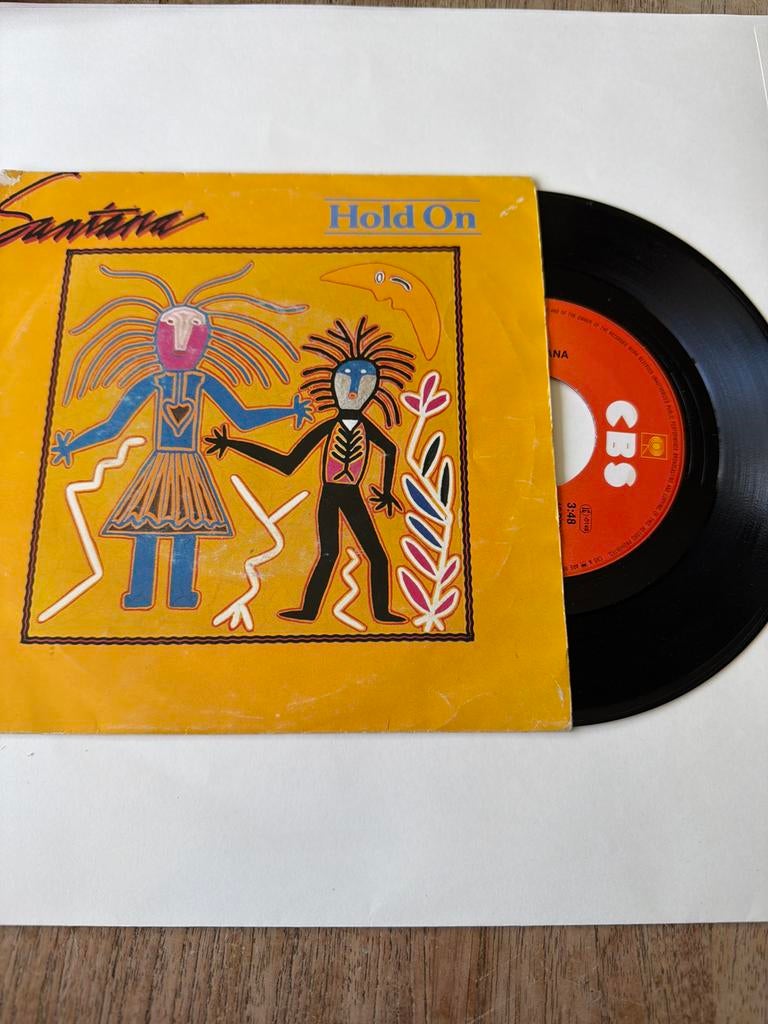 Santana
Hold On
ANA
CBS
3:48